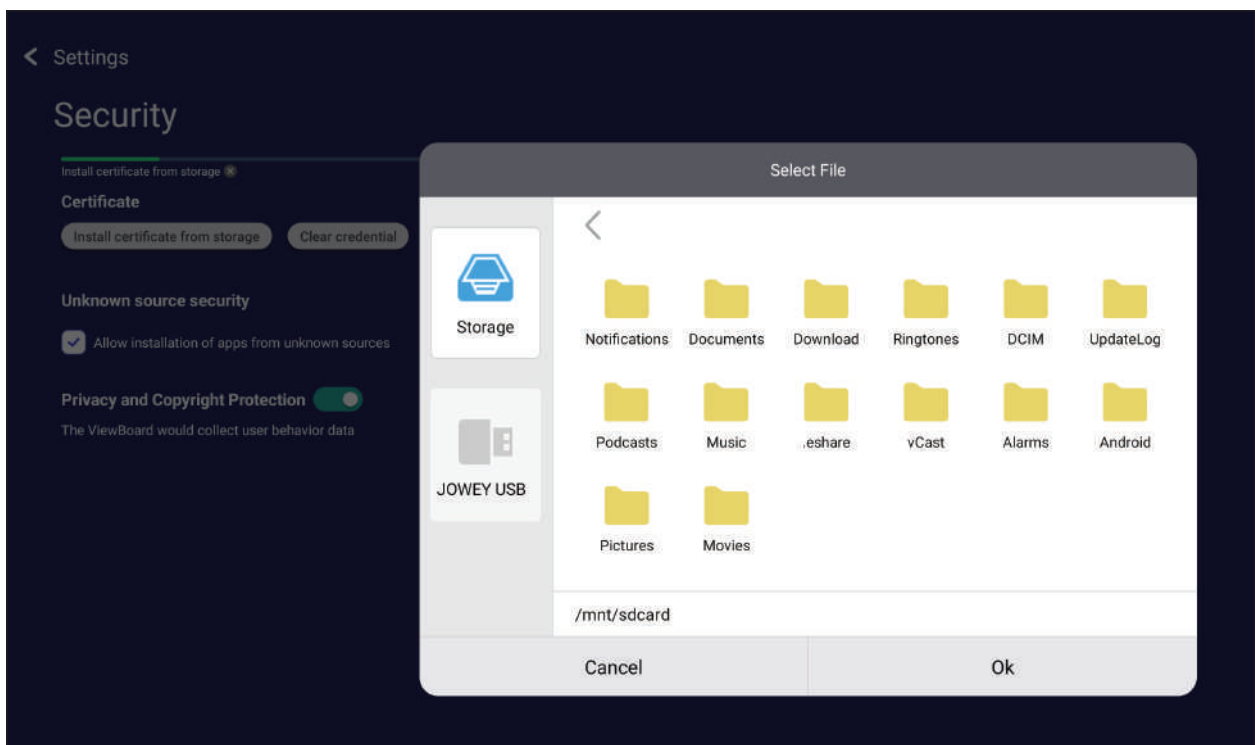 Settings
Security
Install certificate from storage
Certificate
Install certificate from storage Clear credential
Unknown source security
Allow installation of apps from unknown sources
Privacy and Copyright Protection
The ViewBoard would collect user behavior data
Select File
Storage
JOWEY USB
Notifications Documents Download Ringtones DCIM UpdateLog
Podcasts Music .eshare vCast Alarms Android
Pictures Movies
/mnt/sdcard
Cancel Ok